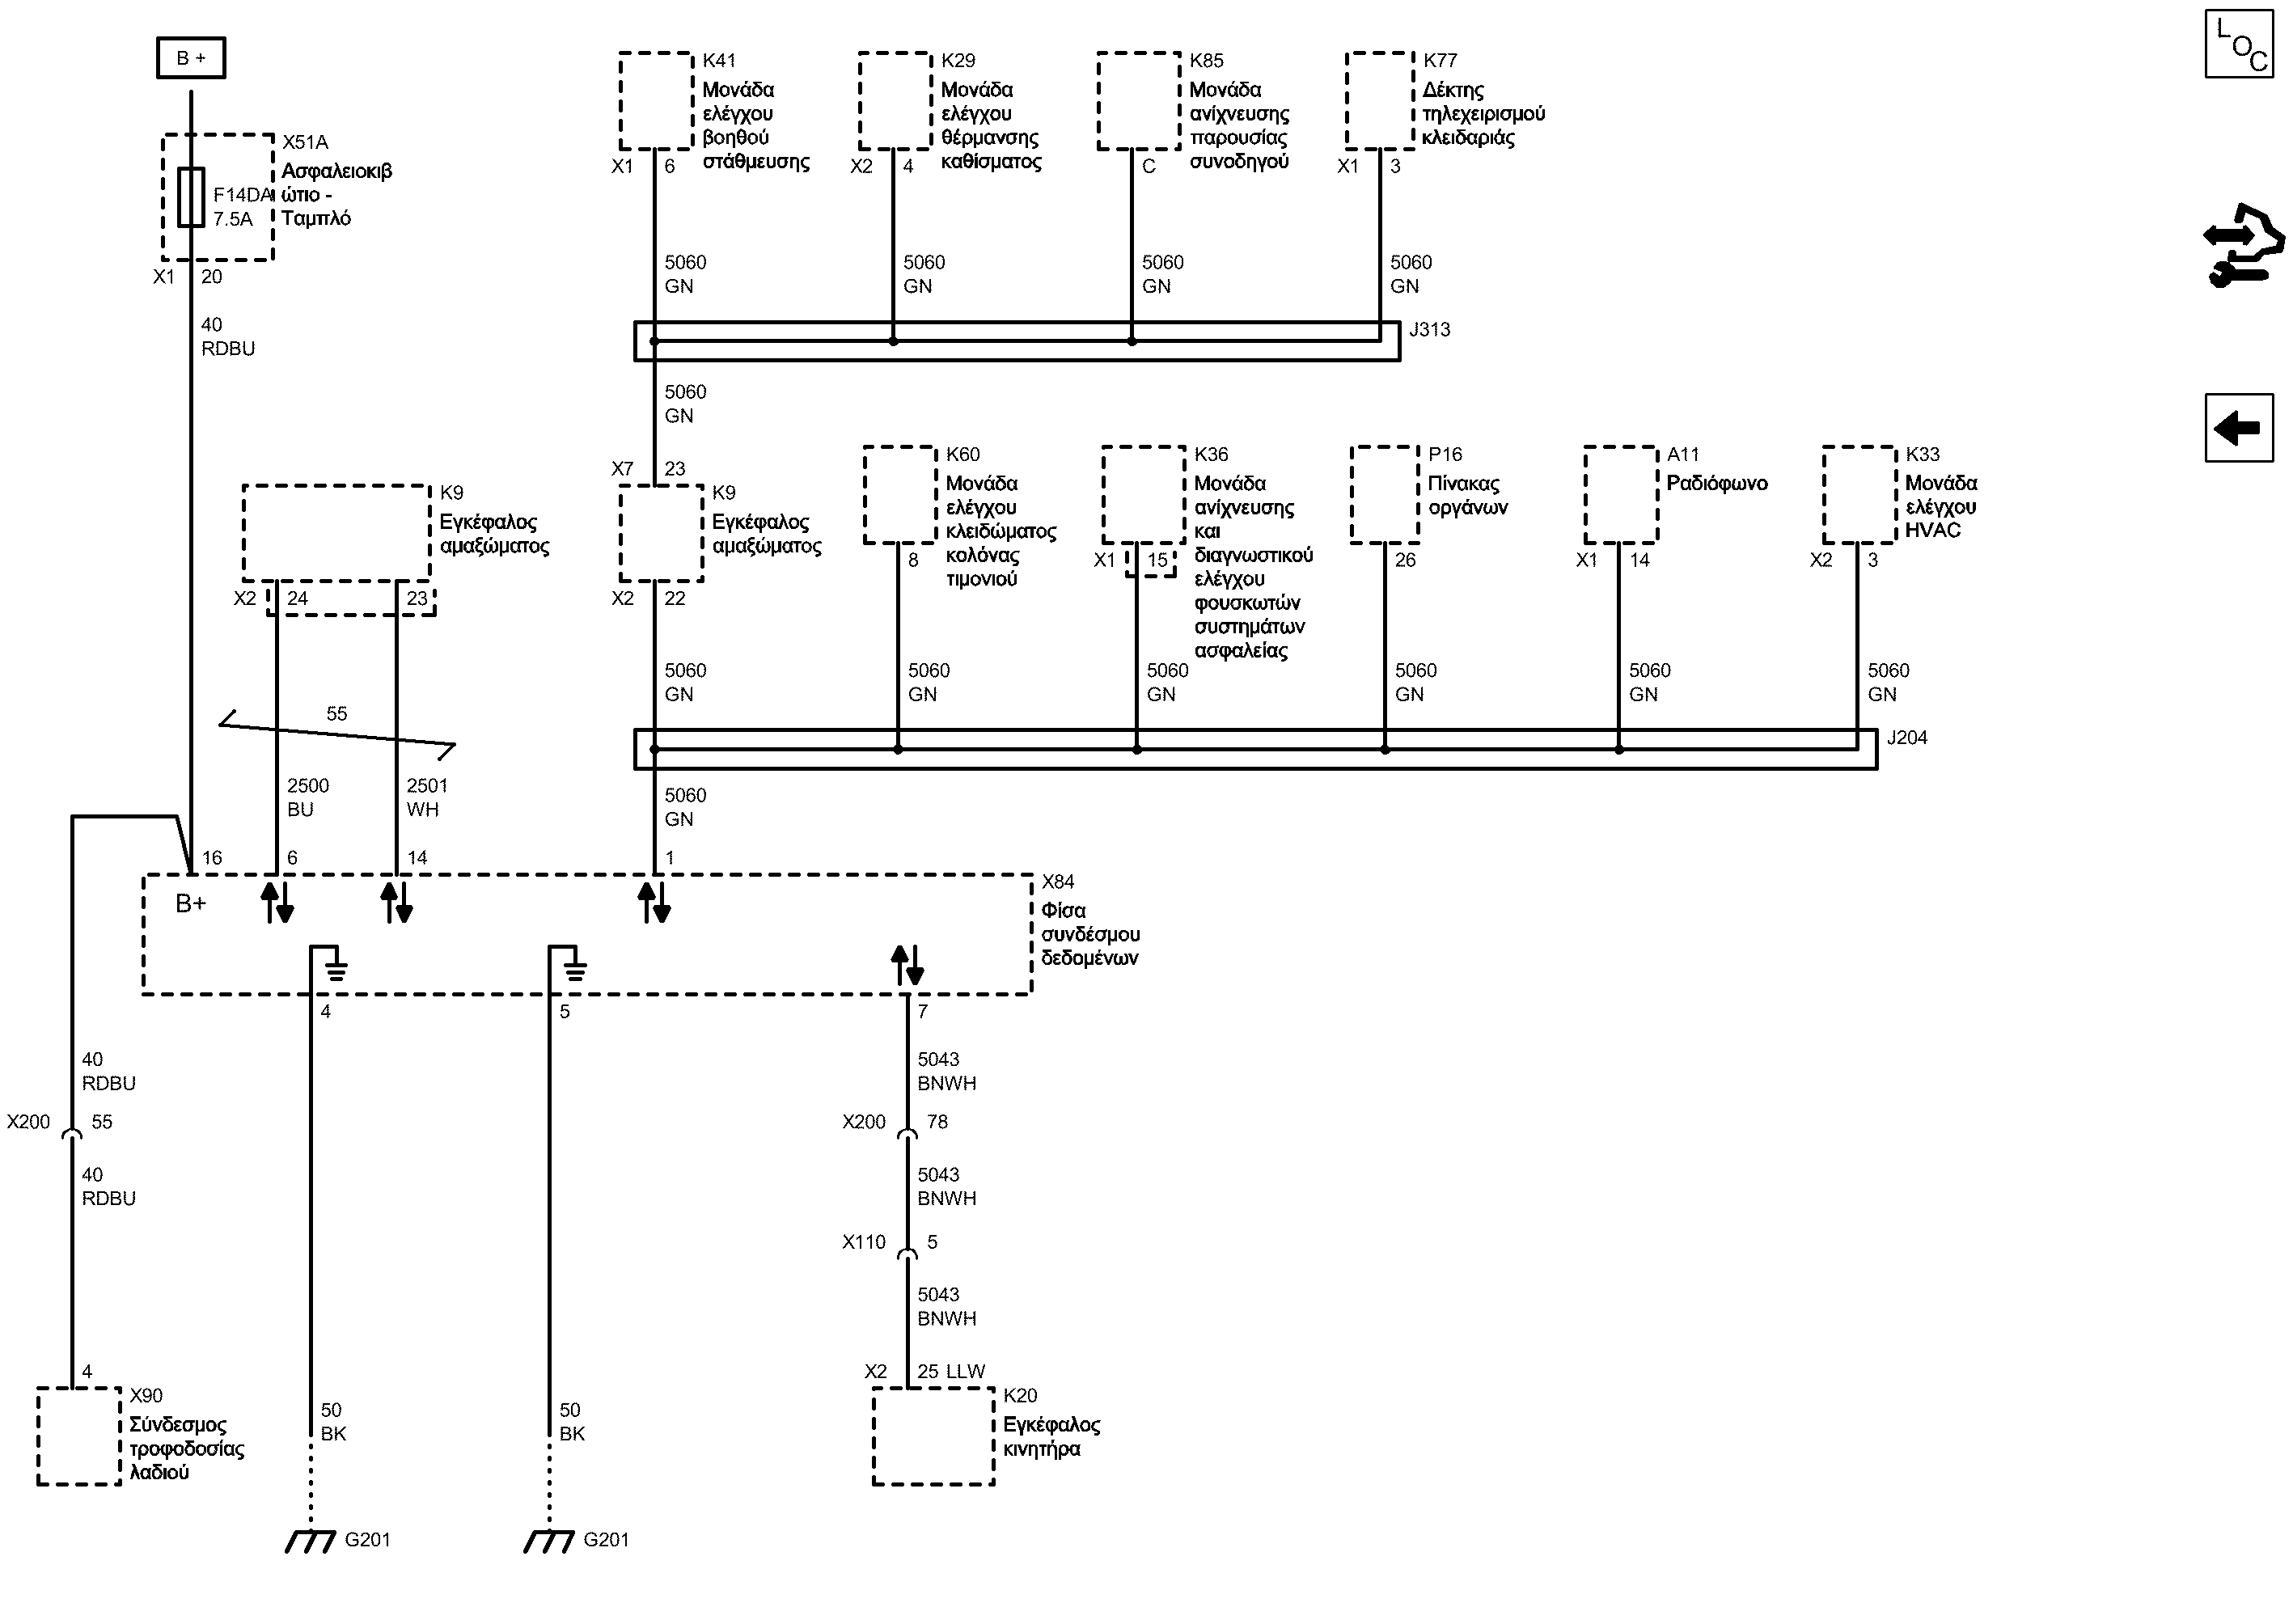 B +
X51A
Ασφαλειοκιβ
ώτιο -
Ταμπλό
F14DA
7.5A
X1 20
40
RDBU
K41
Μονάδα
ελέγχου
βοηθού
στάθμευσης
X1 6
K29
Μονάδα
ελέγχου
θέρμανσης
καθίσματος
X2 4
K85
Μονάδα
ανίχνευσης
παρουσίας
συνοδηγού
C
K77
Δέκτης
τηλεχειρισμού
κλειδαριάς
X1 3
5060
GN
5060
GN
5060
GN
5060
GN
J313
5060
GN
X7 23
K9
Εγκέφαλος
αμαξώματος
X2 24 23
K9
Εγκέφαλος
αμαξώματος
X2 22
K60
Μονάδα
ελέγχου
κλειδώματος
κολόνας
τιμονιού
8
K36
Μονάδα
ανίχνευσης
και
διαγνωστικού
ελέγχου
φουσκωτών
συστημάτων
ασφαλείας
X1 15
P16
Πίνακας
οργάνων
26
A11
Ραδιόφωνο
X1 14
K33
Μονάδα
ελέγχου
HVAC
X2 3
5060
GN
5060
GN
5060
GN
5060
GN
5060
GN
5060
GN
J204
55
2500
BU
2501
WH
5060
GN
16 6 14 1
B+
X84
Φίσα
συνδέσμου
δεδομένων
4 5 7
40
RDBU
X200 55
40
RDBU
4
X90
Σύνδεσμος
τροφοδοσίας
λαδιού
50
BK
G201
50
BK
G201
5043
BNWH
X200 78
5043
BNWH
X110 5
5043
BNWH
X2 25 LLW
K20
Εγκέφαλος
κινητήρα
LOC